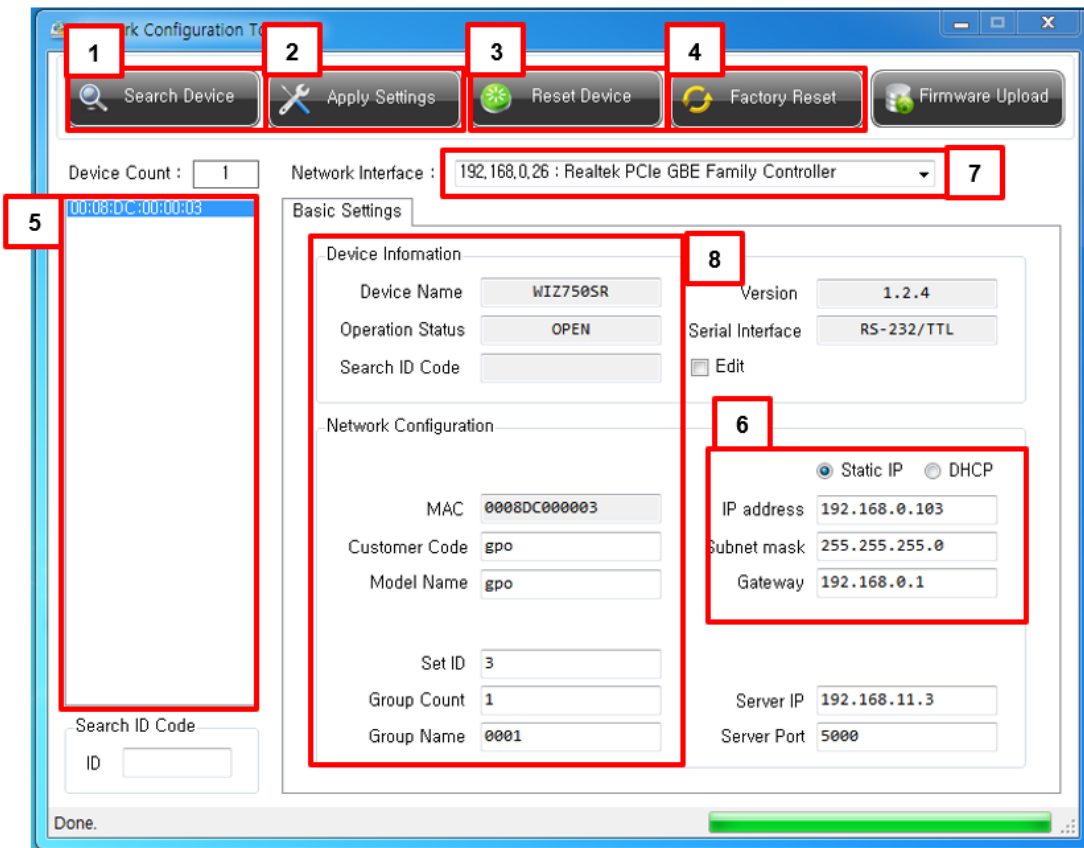 rk Configuration To
1
2
3
4
Search Device
Apply Settings
Reset Device
Factory Reset
Firmware Upload
Device Count : 1
Network Interface : 192,168,0,26 : Realtek PCIe GBE Family Controller
7
5
00:08:DC:00:00:03
Basic Settings
Device Infomation
8
Device Name WIZ750SR
Version 1.2.4
Operation Status OPEN
Serial Interface RS-232/TTL
Search ID Code
Edit
Network Configuration
6
Static IP DHCP
MAC 0008DC000003
IP address 192.168.0.103
Customer Code gpo
Subnet mask 255.255.255.0
Model Name gpo
Gateway 192.168.0.1
Set ID 3
Group Count 1
Server IP 192.168.11.3
Group Name 0001
Server Port 5000
Search ID Code
ID
Done.